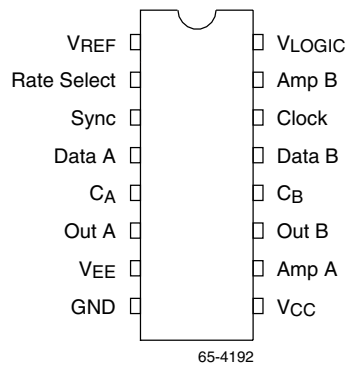 VREF VLOGIC
Rate Select Amp B
Sync Clock
Data A Data B
CA CB
Out A Out B
VEE Amp A
GND VCC
65-4192